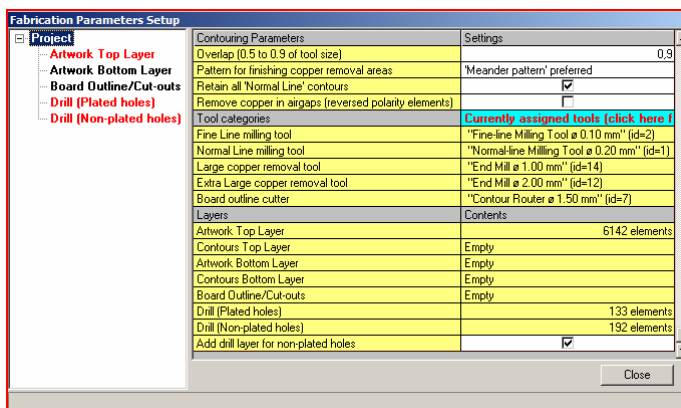 Fabrication Parameters Setup
Project
Artwork Top Layer
Artwork Bottom Layer
Board Outline/Cut-outs
Drill (Plated holes)
Drill (Non-plated holes)
Contouring Parameters Settings
Overlap (0.5 to 0.9 of tool size) 0,9
Pattern for finishing copper removal areas 'Meander pattern' preferred
Retain all 'Normal Line' contours
Remove copper in airgaps (reversed polarity elements)
Tool categories Currently assigned tools (click here f
Fine Line milling tool "Fine-line Milling Tool ø 0.10 mm" (id=2)
Normal Line milling tool "Normal-line Millling Tool ø 0.20 mm" (id=1)
Large copper removal tool "End Mill ø 1.00 mm" (id=14)
Extra Large copper removal tool "End Mill ø 2.00 mm" (id=12)
Board outline cutter "Contour Router ø 1.50 mm" (id=7)
Layers Contents
Artwork Top Layer 6142 elements
Contours Top Layer Empty
Artwork Bottom Layer Empty
Contours Bottom Layer Empty
Board Outline/Cut-outs Empty
Drill (Plated holes) 133 elements
Drill (Non-plated holes) 192 elements
Add drill layer for non-plated holes
Close